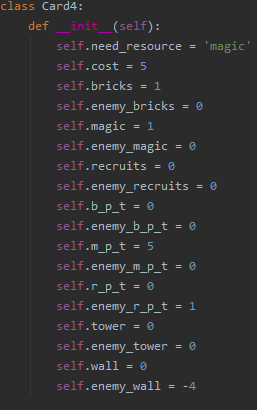 class Card4:
    def __init__(self):
        self.need_resource = 'magic'
        self.cost = 5
        self.bricks = 1
        self.enemy_bricks = 0
        self.magic = 1
        self.enemy_magic = 0
        self.recruits = 0
        self.enemy_recruits = 0
        self.b_p_t = 0
        self.enemy_b_p_t = 0
        self.m_p_t = 5
        self.enemy_m_p_t = 0
        self.r_p_t = 0
        self.enemy_r_p_t = 1
        self.tower = 0
        self.enemy_tower = 0
        self.wall = 0
        self.enemy_wall = -4